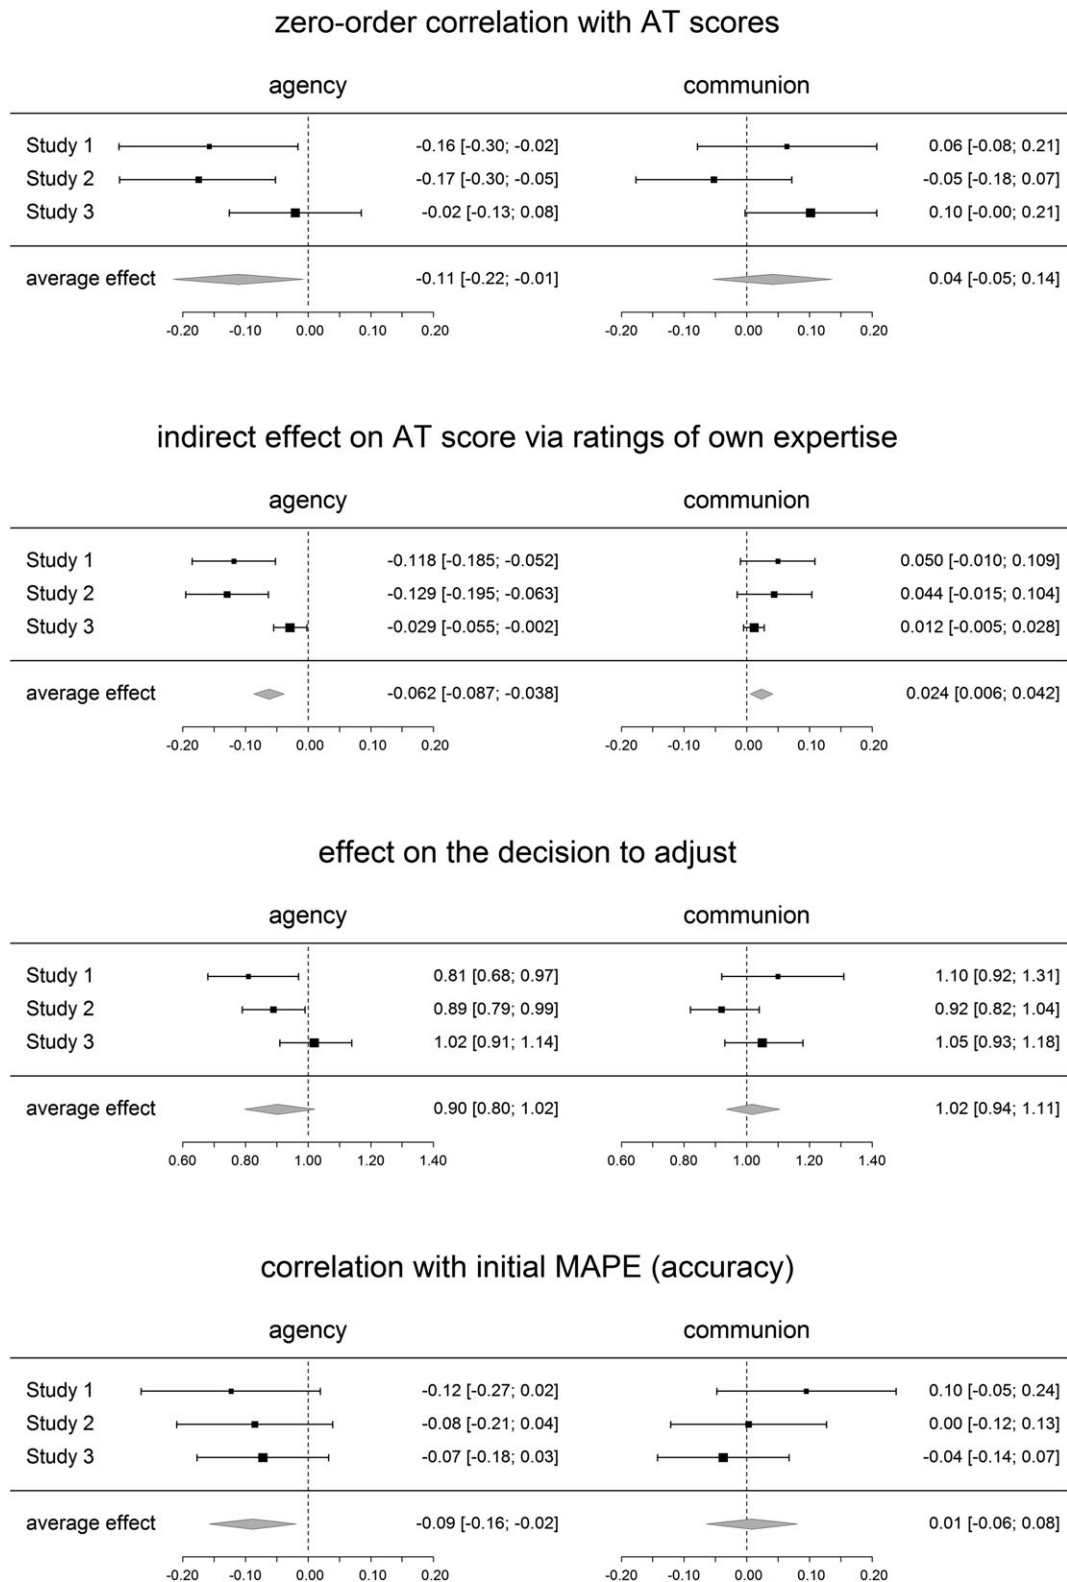 zero-order correlation with AT scores
agency communion
Study 1 -0.16 [-0.30; -0.02] 0.06 [-0.08; 0.21]
Study 2 -0.17 [-0.30; -0.05] -0.05 [-0.18; 0.07]
Study 3 -0.02 [-0.13; 0.08] 0.10 [-0.00; 0.21]
average effect -0.11 [-0.22; -0.01] 0.04 [-0.05; 0.14]
-0.20 -0.10 0.00 0.10 0.20 -0.20 -0.10 0.00 0.10 0.20
indirect effect on AT score via ratings of own expertise
agency communion
Study 1 -0.118 [-0.185; -0.052] 0.050 [-0.010; 0.109]
Study 2 -0.129 [-0.195; -0.063] 0.044 [-0.015; 0.104]
Study 3 -0.029 [-0.055; -0.002] 0.012 [-0.005; 0.028]
average effect -0.062 [-0.087; -0.038] 0.024 [0.006; 0.042]
-0.20 -0.10 0.00 0.10 0.20 -0.20 -0.10 0.00 0.10 0.20
effect on the decision to adjust
agency communion
Study 1 0.81 [0.68; 0.97] 1.10 [0.92; 1.31]
Study 2 0.89 [0.79; 0.99] 0.92 [0.82; 1.04]
Study 3 1.02 [0.91; 1.14] 1.05 [0.93; 1.18]
average effect 0.90 [0.80; 1.02] 1.02 [0.94; 1.11]
0.60 0.80 1.00 1.20 1.40 0.60 0.80 1.00 1.20 1.40
correlation with initial MAPE (accuracy)
agency communion
Study 1 -0.12 [-0.27; 0.02] 0.10 [-0.05; 0.24]
Study 2 -0.08 [-0.21; 0.04] 0.00 [-0.12; 0.13]
Study 3 -0.07 [-0.18; 0.03] -0.04 [-0.14; 0.07]
average effect -0.09 [-0.16; -0.02] 0.01 [-0.06; 0.08]
-0.20 -0.10 0.00 0.10 0.20 -0.20 -0.10 0.00 0.10 0.20